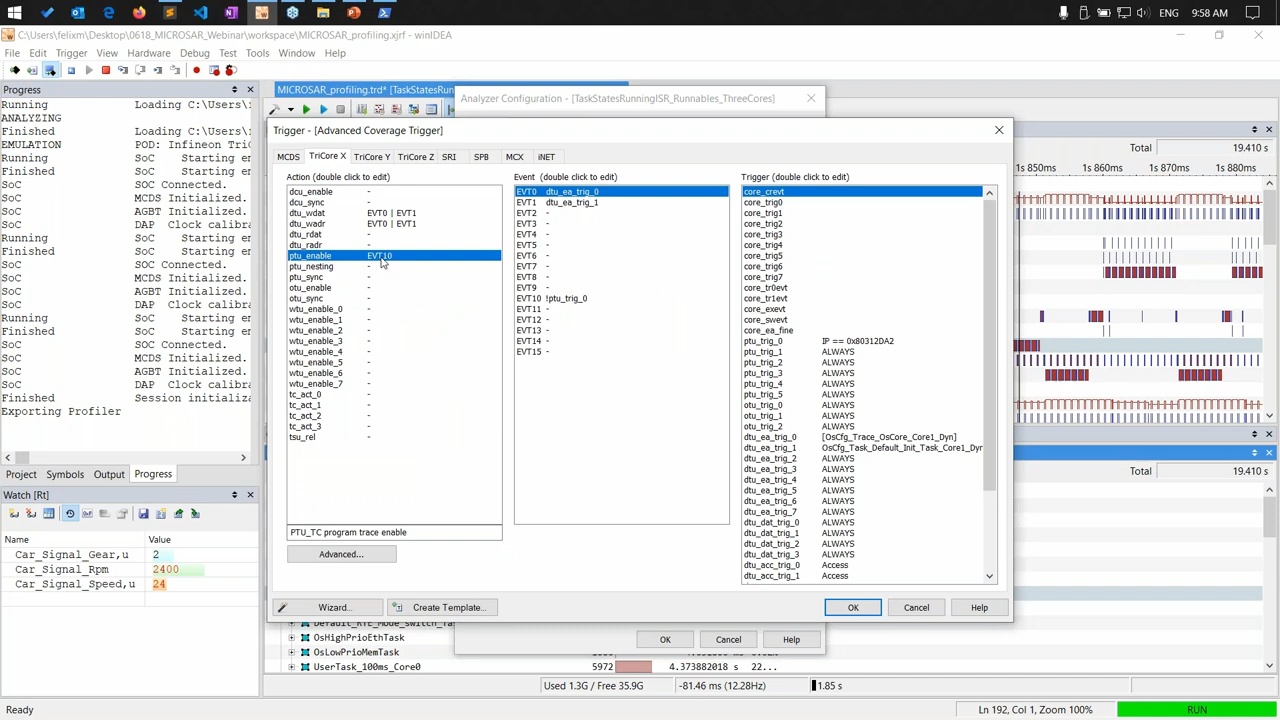 ENG
9:58 AM
C:\Users\felixm\Desktop\0618_MICROSAR_Webinar\workspace\MICROSAR_profiling.xjrf - winIDEA
File Edit Trigger View Hardware Debug Test Tools Window Help
Progress
Running Loading C:\Users\r
ANALYZING
Finished Loading C:\Users\r
EMULATION POD: Infineon TriC
Running SoC Starting en
Finished SoC Starting en
SoC SoC Connected.
SoC MCDS Initialized.
SoC AGBT Initialized.
SoC DAP Clock calibra
Running SoC Starting en
Finished SoC Starting en
SoC SoC Connected.
SoC MCDS Initialized.
SoC AGBT Initialized.
SoC DAP Clock calibra
Running SoC Starting en
Finished SoC Starting en
SoC SoC Connected.
SoC MCDS Initialized.
SoC AGBT Initialized.
SoC DAP Clock calibra
Finished Session initializ
Exporting Profiler
Project Symbols Output Progress
Watch [Rt]
Name Value
Car_Signal_Gear,u 2
Car_Signal_Rpm 2400
Car_Signal_Speed,u 24
MICROSAR_profiling.trd* [TaskStatesRunn
Analyzer Configuration - [TaskStatesRunningISR_Runnables_ThreeCores]
Trigger - [Advanced Coverage Trigger]
MCDS TriCore X TriCore Y TriCore Z SRI SPB MCX iNET
Action (double click to edit)
dcu_enable -
dcu_sync -
dtu_wdat EVT0 | EVT1
dtu_wadr EVT0 | EVT1
dtu_rdat -
dtu_radr -
ptu_enable EVT10
ptu_nesting -
ptu_sync -
otu_enable -
otu_sync -
wtu_enable_0 -
wtu_enable_1 -
wtu_enable_2 -
wtu_enable_3 -
wtu_enable_4 -
wtu_enable_5 -
wtu_enable_6 -
wtu_enable_7 -
tc_act_0 -
tc_act_1 -
tc_act_2 -
tc_act_3 -
tsu_rel -
PTU_TC program trace enable
Advanced...
Event (double click to edit)
EVT0 dtu_ea_trig_0
EVT1 dtu_ea_trig_1
EVT2 -
EVT3 -
EVT4 -
EVT5 -
EVT6 -
EVT7 -
EVT8 -
EVT9 -
EVT10 !ptu_trig_0
EVT11 -
EVT12 -
EVT13 -
EVT14 -
EVT15 -
Trigger (double click to edit)
core_crevt
core_trig0
core_trig1
core_trig2
core_trig3
core_trig4
core_trig5
core_trig6
core_trig7
core_tr0evt
core_tr1evt
core_exevt
core_swevt
core_ea_fine
ptu_trig_0 IP == 0x80312DA2
ptu_trig_1 ALWAYS
ptu_trig_2 ALWAYS
ptu_trig_3 ALWAYS
ptu_trig_4 ALWAYS
ptu_trig_5 ALWAYS
otu_trig_0 ALWAYS
otu_trig_1 ALWAYS
otu_trig_2 ALWAYS
dtu_ea_trig_0 [OsCfg_Trace_OsCore_Core1_Dyn]
dtu_ea_trig_1 OsCfg_Task_Default_Init_Task_Core1_Dyr
dtu_ea_trig_2 ALWAYS
dtu_ea_trig_3 ALWAYS
dtu_ea_trig_4 ALWAYS
dtu_ea_trig_5 ALWAYS
dtu_ea_trig_6 ALWAYS
dtu_ea_trig_7 ALWAYS
dtu_dat_trig_0 ALWAYS
dtu_dat_trig_1 ALWAYS
dtu_dat_trig_2 ALWAYS
dtu_dat_trig_3 ALWAYS
dtu_acc_trig_0 Access
dtu_acc_trig_1 Access
Wizard... Create Template... OK Cancel Help
OK Cancel Help
Total 19.410 s
1s 850ms 1s 860ms 1s 870ms 1s 880ms
Total 19.410 s
OsHighPrioEthTask
OsLowPrioMemTask
UserTask_100ms_Core0 5972 4.373882018 s 22...
Used 1.3G / Free 35.9G -81.46 ms (12.28Hz) 1.85 s
Ready Ln 192, Col 1, Zoom 100% RUN